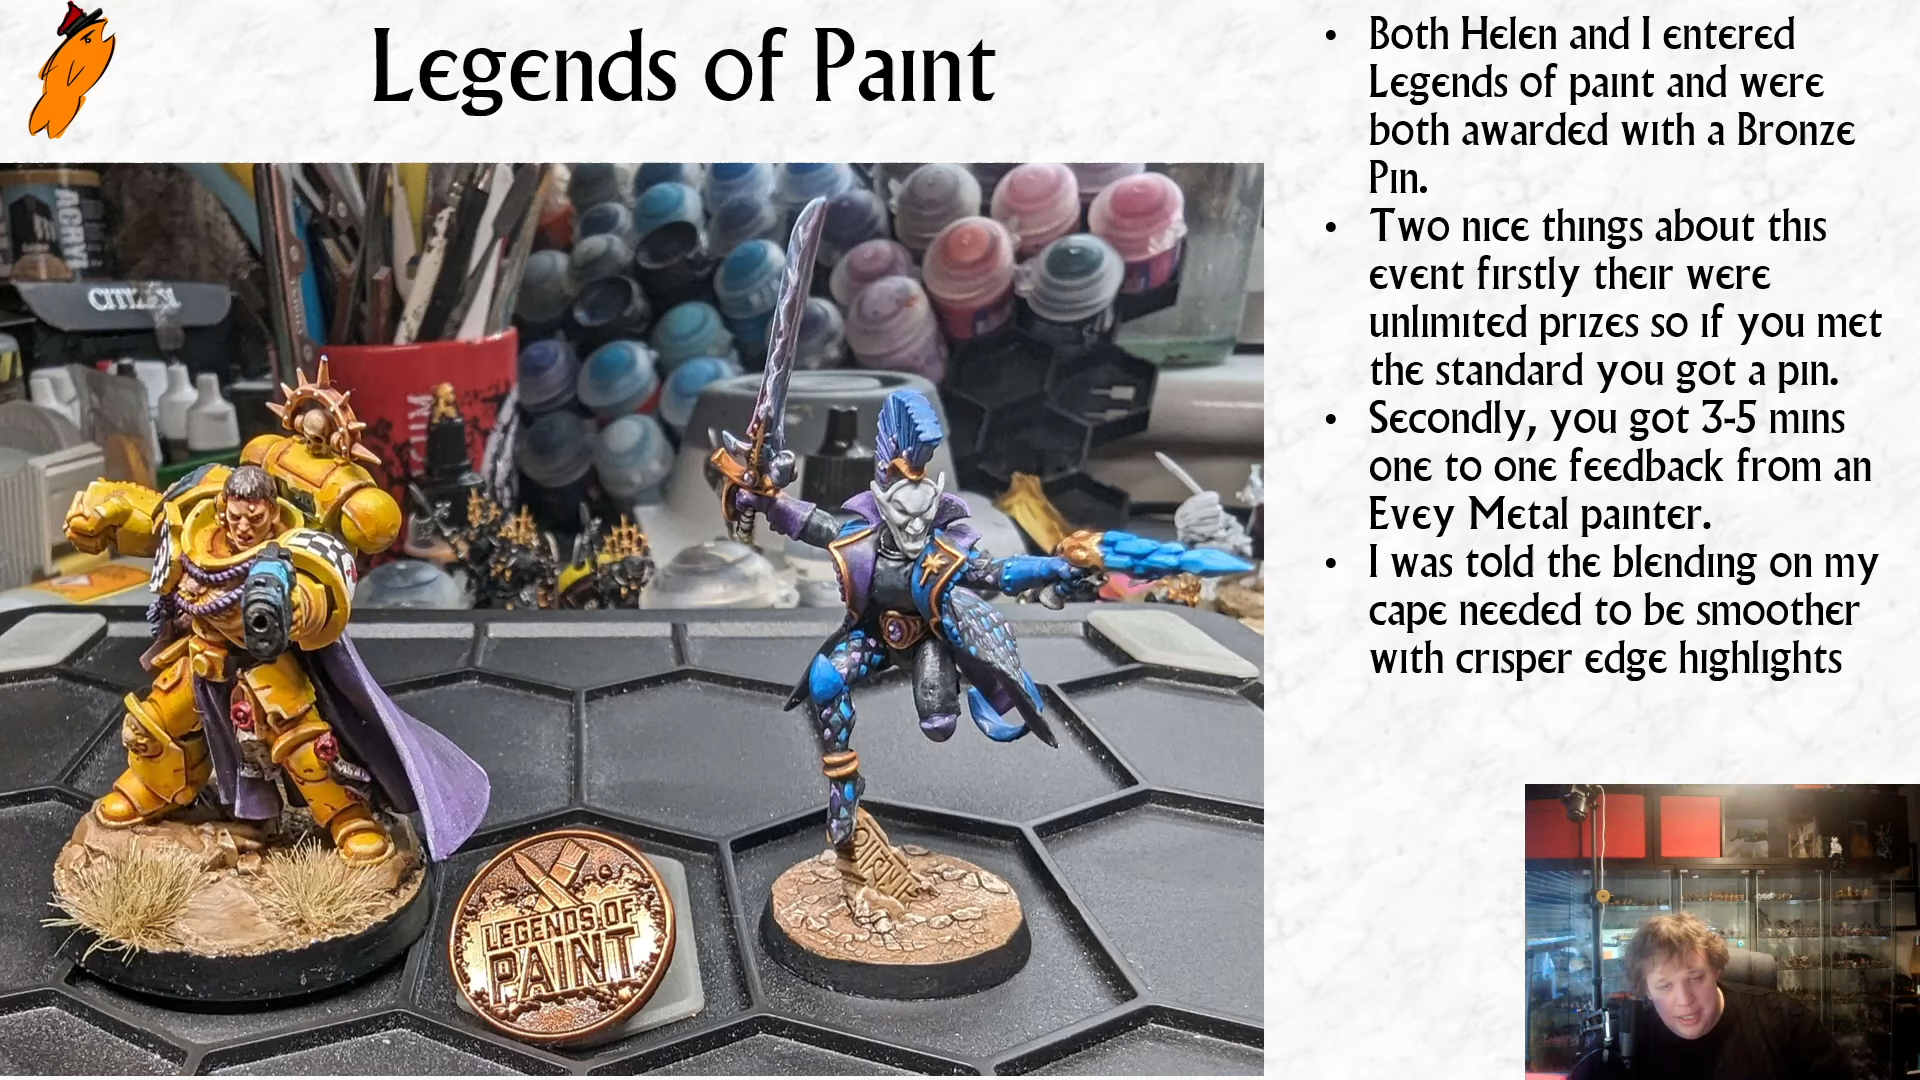 Legends of Paint
• Both Helen and I entered
Legends of paint and were
both awarded with a Bronze
Pin.
• Two nice things about this
event firstly their were
unlimited prizes so if you met
the standard you got a pin.
• Secondly, you got 3-5 mins
one to one feedback from an
Evey Metal painter.
• I was told the blending on my
cape needed to be smoother
with crisper edge highlights
ACRYL
LEGENDS OF
PAINT